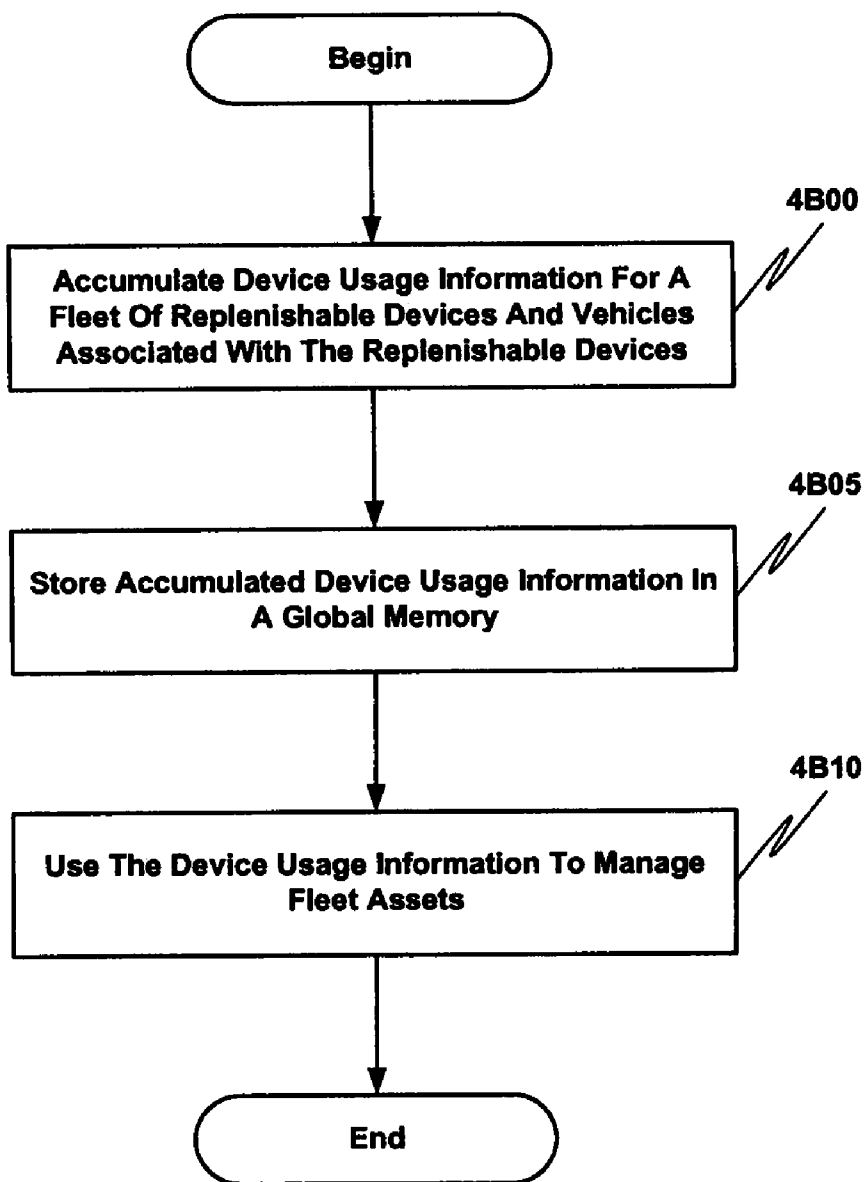 Begin
4B00
Accumulate Device Usage Information For A
Fleet Of Replenishable Devices And Vehicles
Associated With The Replenishable Devices
4B05
Store Accumulated Device Usage Information In
A Global Memory
4B10
Use The Device Usage Information To Manage
Fleet Assets
End